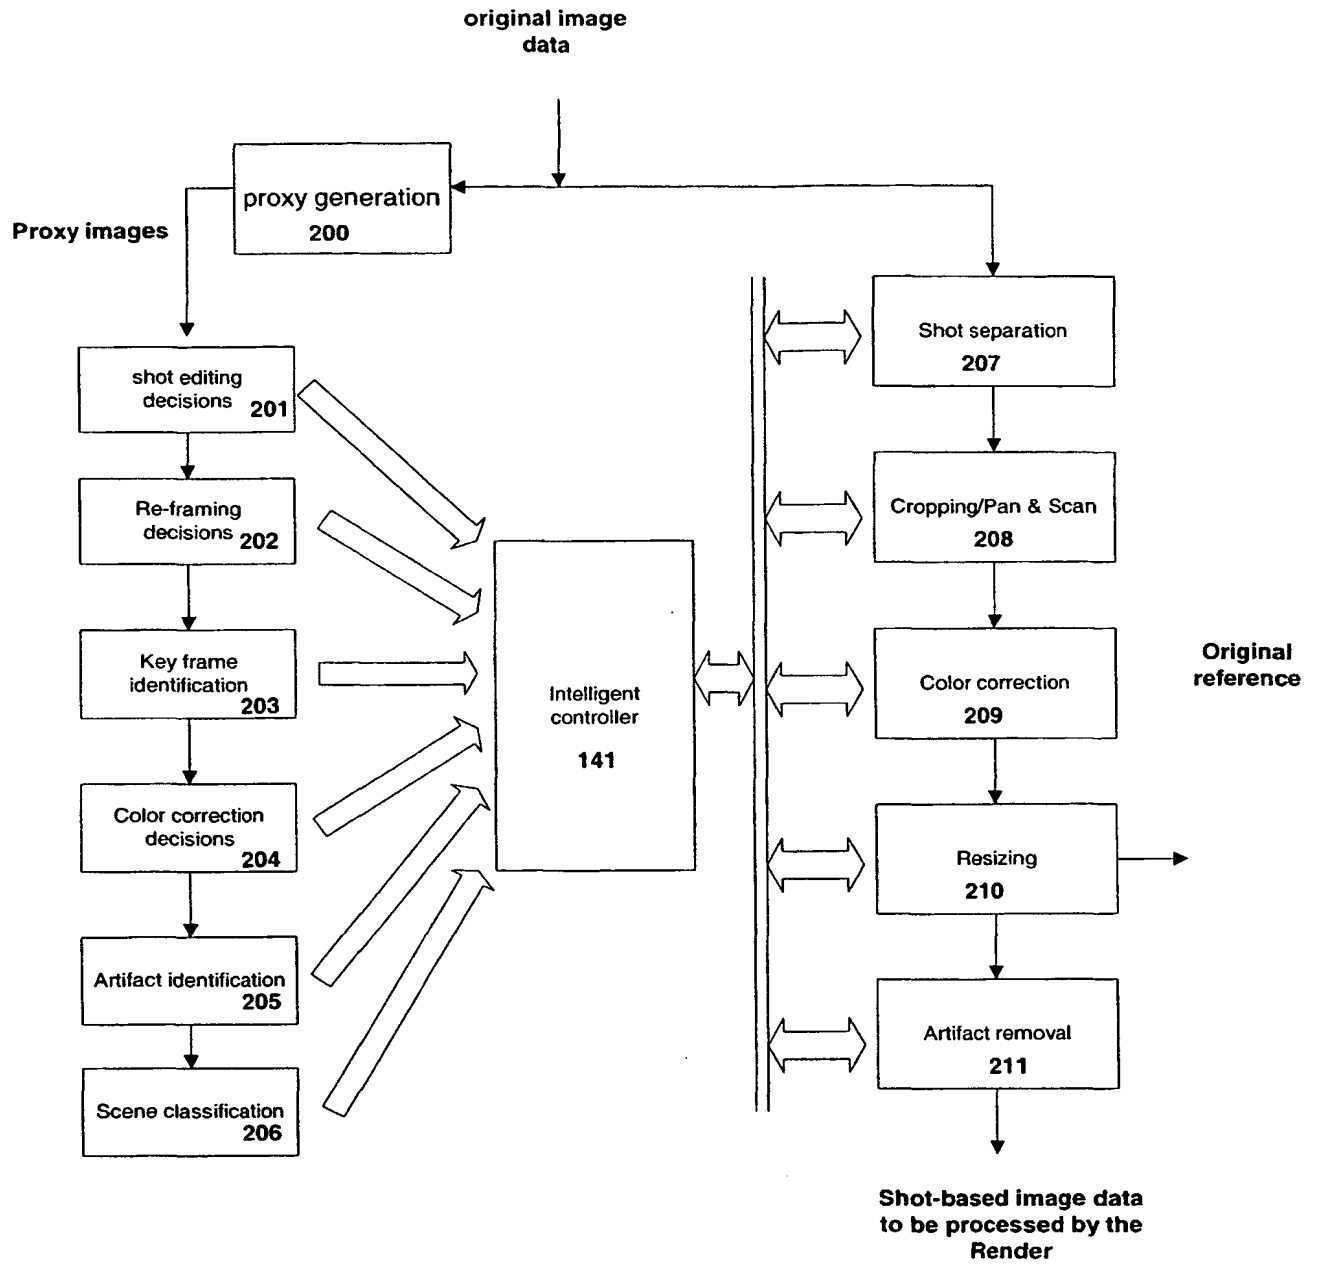 original image
data
proxy generation
200
Proxy images
shot editing
decisions 201
Re-framing
decisions 202
Key frame
identification
203
Color correction
decisions
204
Artifact identification
205
Scene classification
206
Intelligent
controller
141
Shot separation
207
Cropping/Pan & Scan
208
Color correction
209
Original
reference
Resizing
210
Artifact removal
211
Shot-based image data
to be processed by the
Render